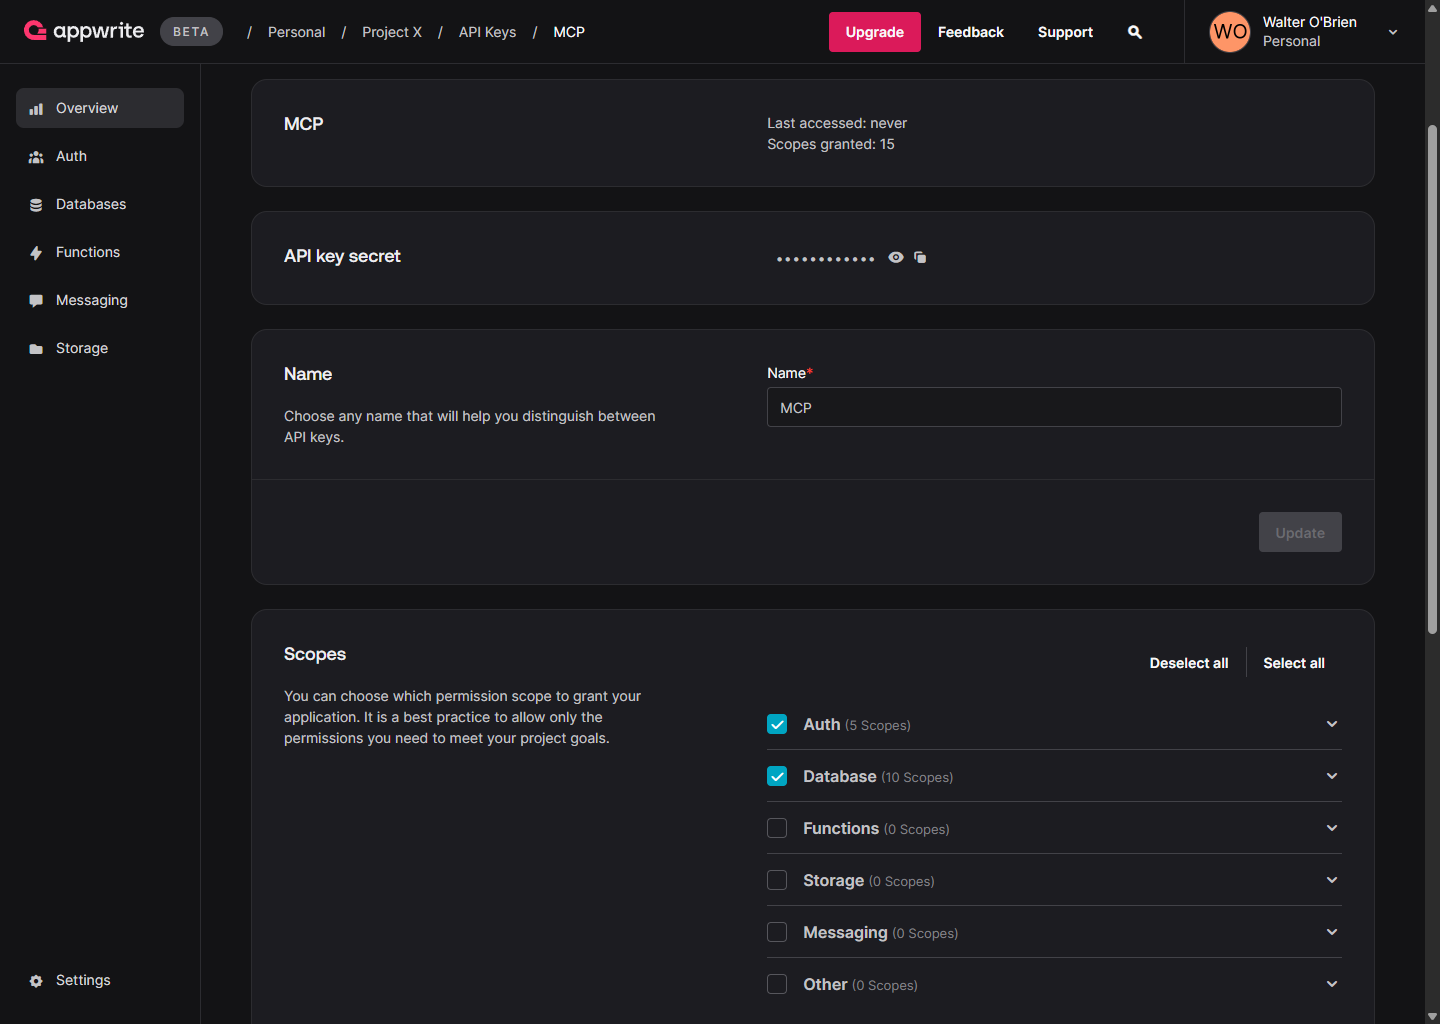 appwrite BETA / Personal / Project X / API Keys / MCP Upgrade Feedback Support WO Walter O'Brien
Personal
Overview
Auth
Databases
Functions
Messaging
Storage
Settings
MCP
Last accessed: never
Scopes granted: 15
API key secret
••••••••••••
Name
Choose any name that will help you distinguish between
API keys.
Name*
MCP
Update
Scopes
You can choose which permission scope to grant your
application. It is a best practice to allow only the
permissions you need to meet your project goals.
Deselect all Select all
Auth (5 Scopes)
Database (10 Scopes)
Functions (0 Scopes)
Storage (0 Scopes)
Messaging (0 Scopes)
Other (0 Scopes)